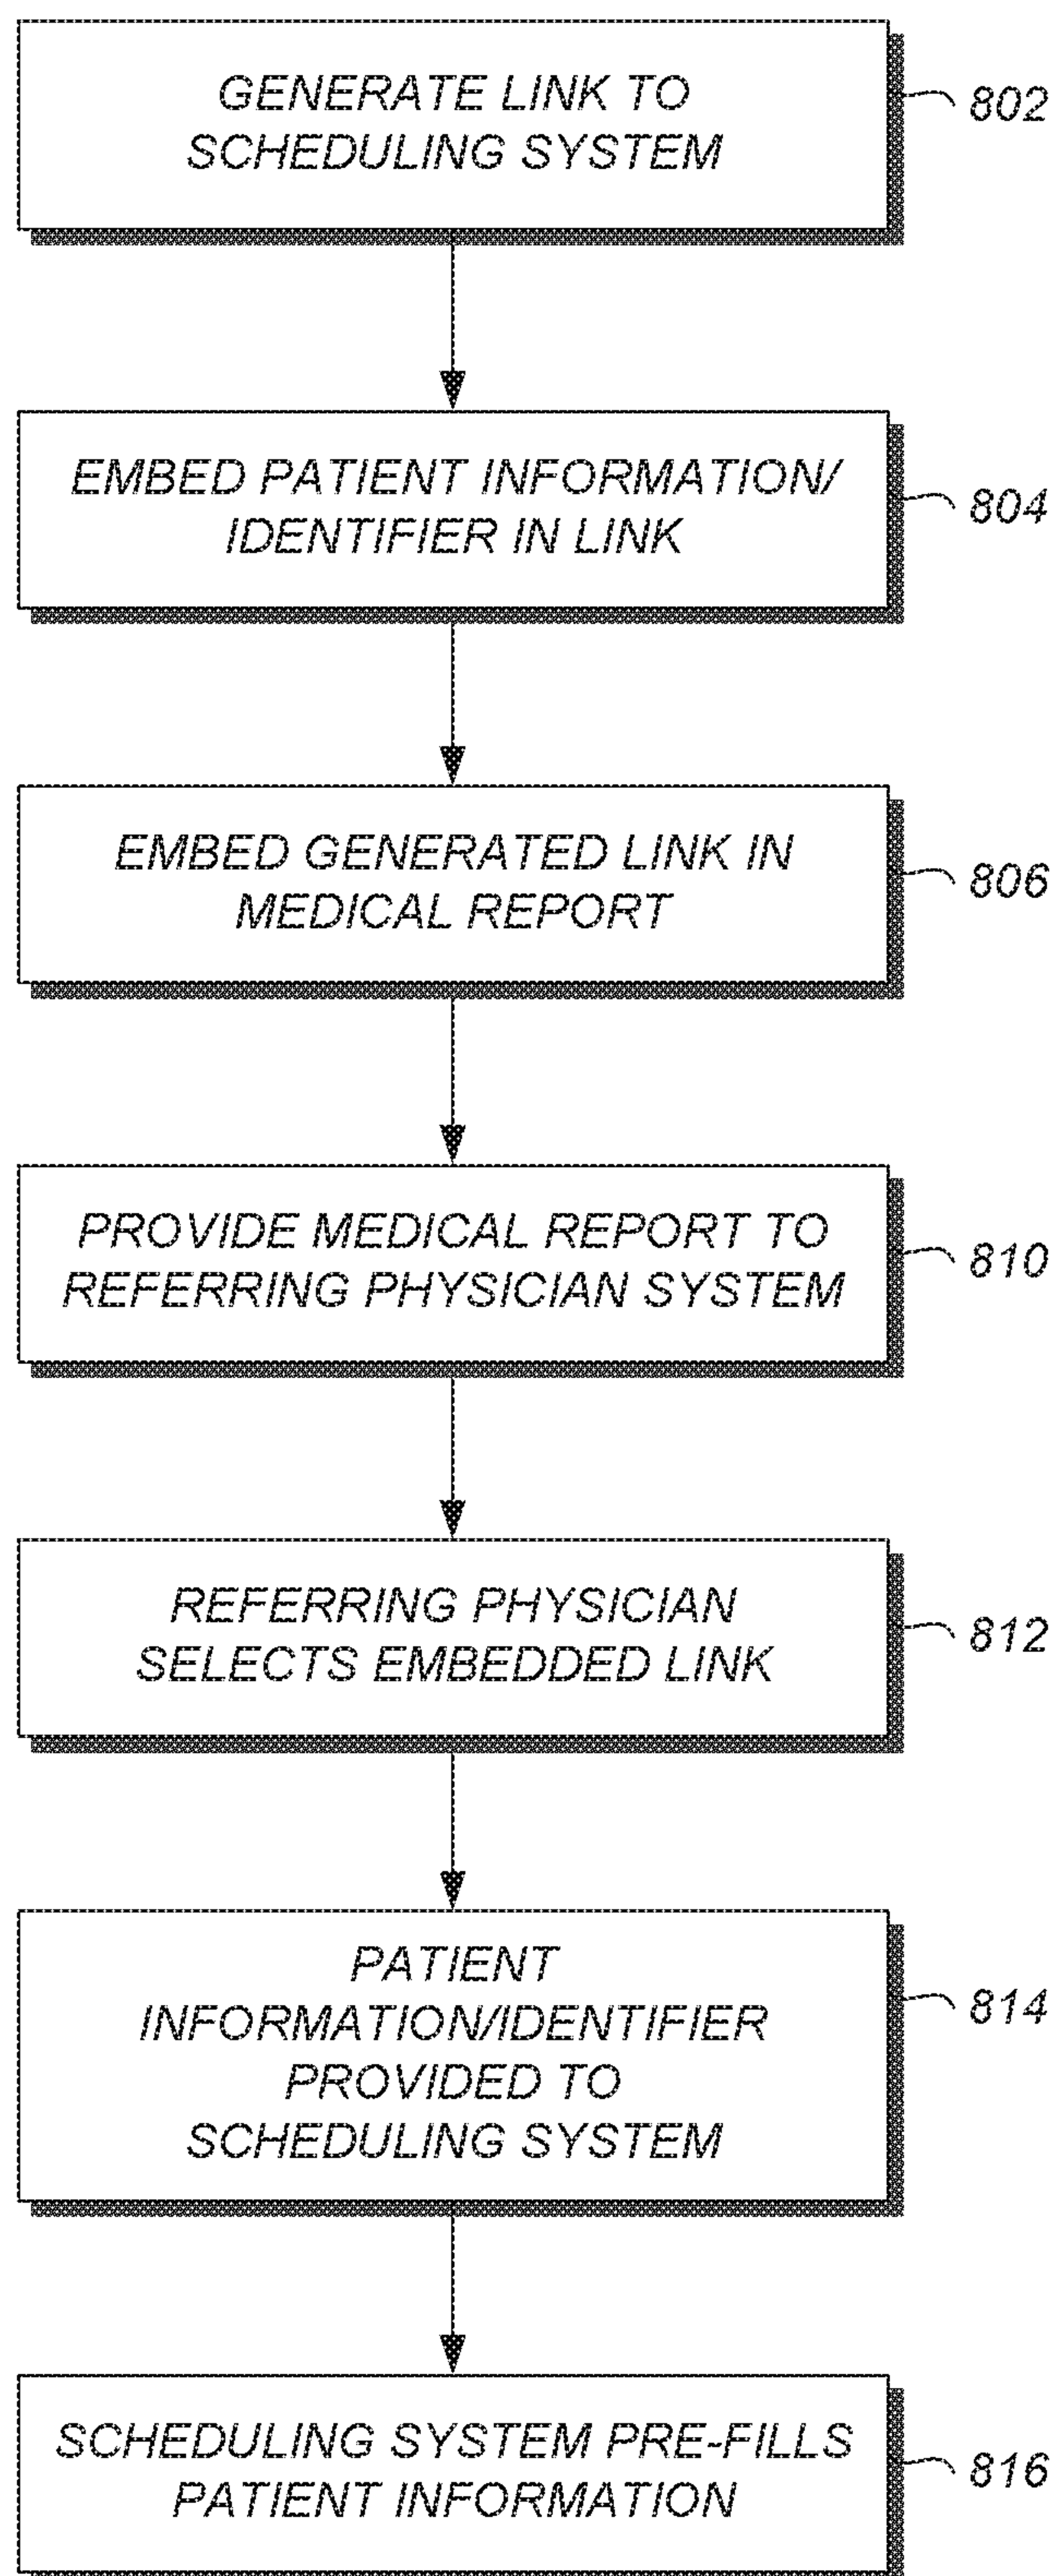 GENERATE LINK TO
SCHEDULING SYSTEM
802
EMBED PATIENT INFORMATION/
IDENTIFIER IN LINK
804
EMBED GENERATED LINK IN
MEDICAL REPORT
806
PROVIDE MEDICAL REPORT TO
REFERRING PHYSICIAN SYSTEM
810
REFERRING PHYSICIAN
SELECTS EMBEDDED LINK
812
PATIENT
INFORMATION/IDENTIFIER
PROVIDED TO
SCHEDULING SYSTEM
814
SCHEDULING SYSTEM PRE-FILLS
PATIENT INFORMATION
816